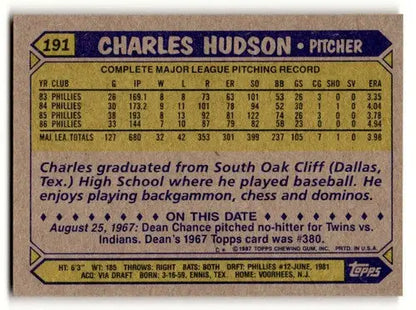 191 CHARLES HUDSON • PITCHER
COMPLETE MAJOR LEAGUE PITCHING RECORD
YR CLUB G IP W L R ER SO BB GS CG SHO SV ERA
83 PHILLIES 26 169.1 8 8 73 63 101 53 26 3 0 0 3.35
84 PHILLIES 30 173.2 9 11 101 78 94 52 30 1 1 0 4.04
85 PHILLIES 38 193 8 13 92 81 122 74 26 3 0 0 3.78
86 PHILLIES 33 144 7 10 87 79 82 58 23 0 0 0 4.94
MAJ.LEA.TOTALS 127 680 32 42 353 301 399 237 105 7 1 0 3.98
Charles graduated from South Oak Cliff (Dallas,
Tex.) High School where he played baseball. He
enjoys playing backgammon, chess and dominos.
ON THIS DATE
August 25, 1967: Dean Chance pitched no-hitter for Twins vs.
Indians. Dean's 1967 Topps card was #380.
© 1987 TOPPS CHEWING GUM, INC. PRTD. IN U.S.A.
HT: 6'3" WT: 185 THROWS: RIGHT BATS: BOTH DRFT: PHILLIES #12-JUNE, 1981
ACQ: VIA DRAFT BORN: 3-16-59, ENNIS, TEX. HOME: VOORHEES, N.J.
Topps